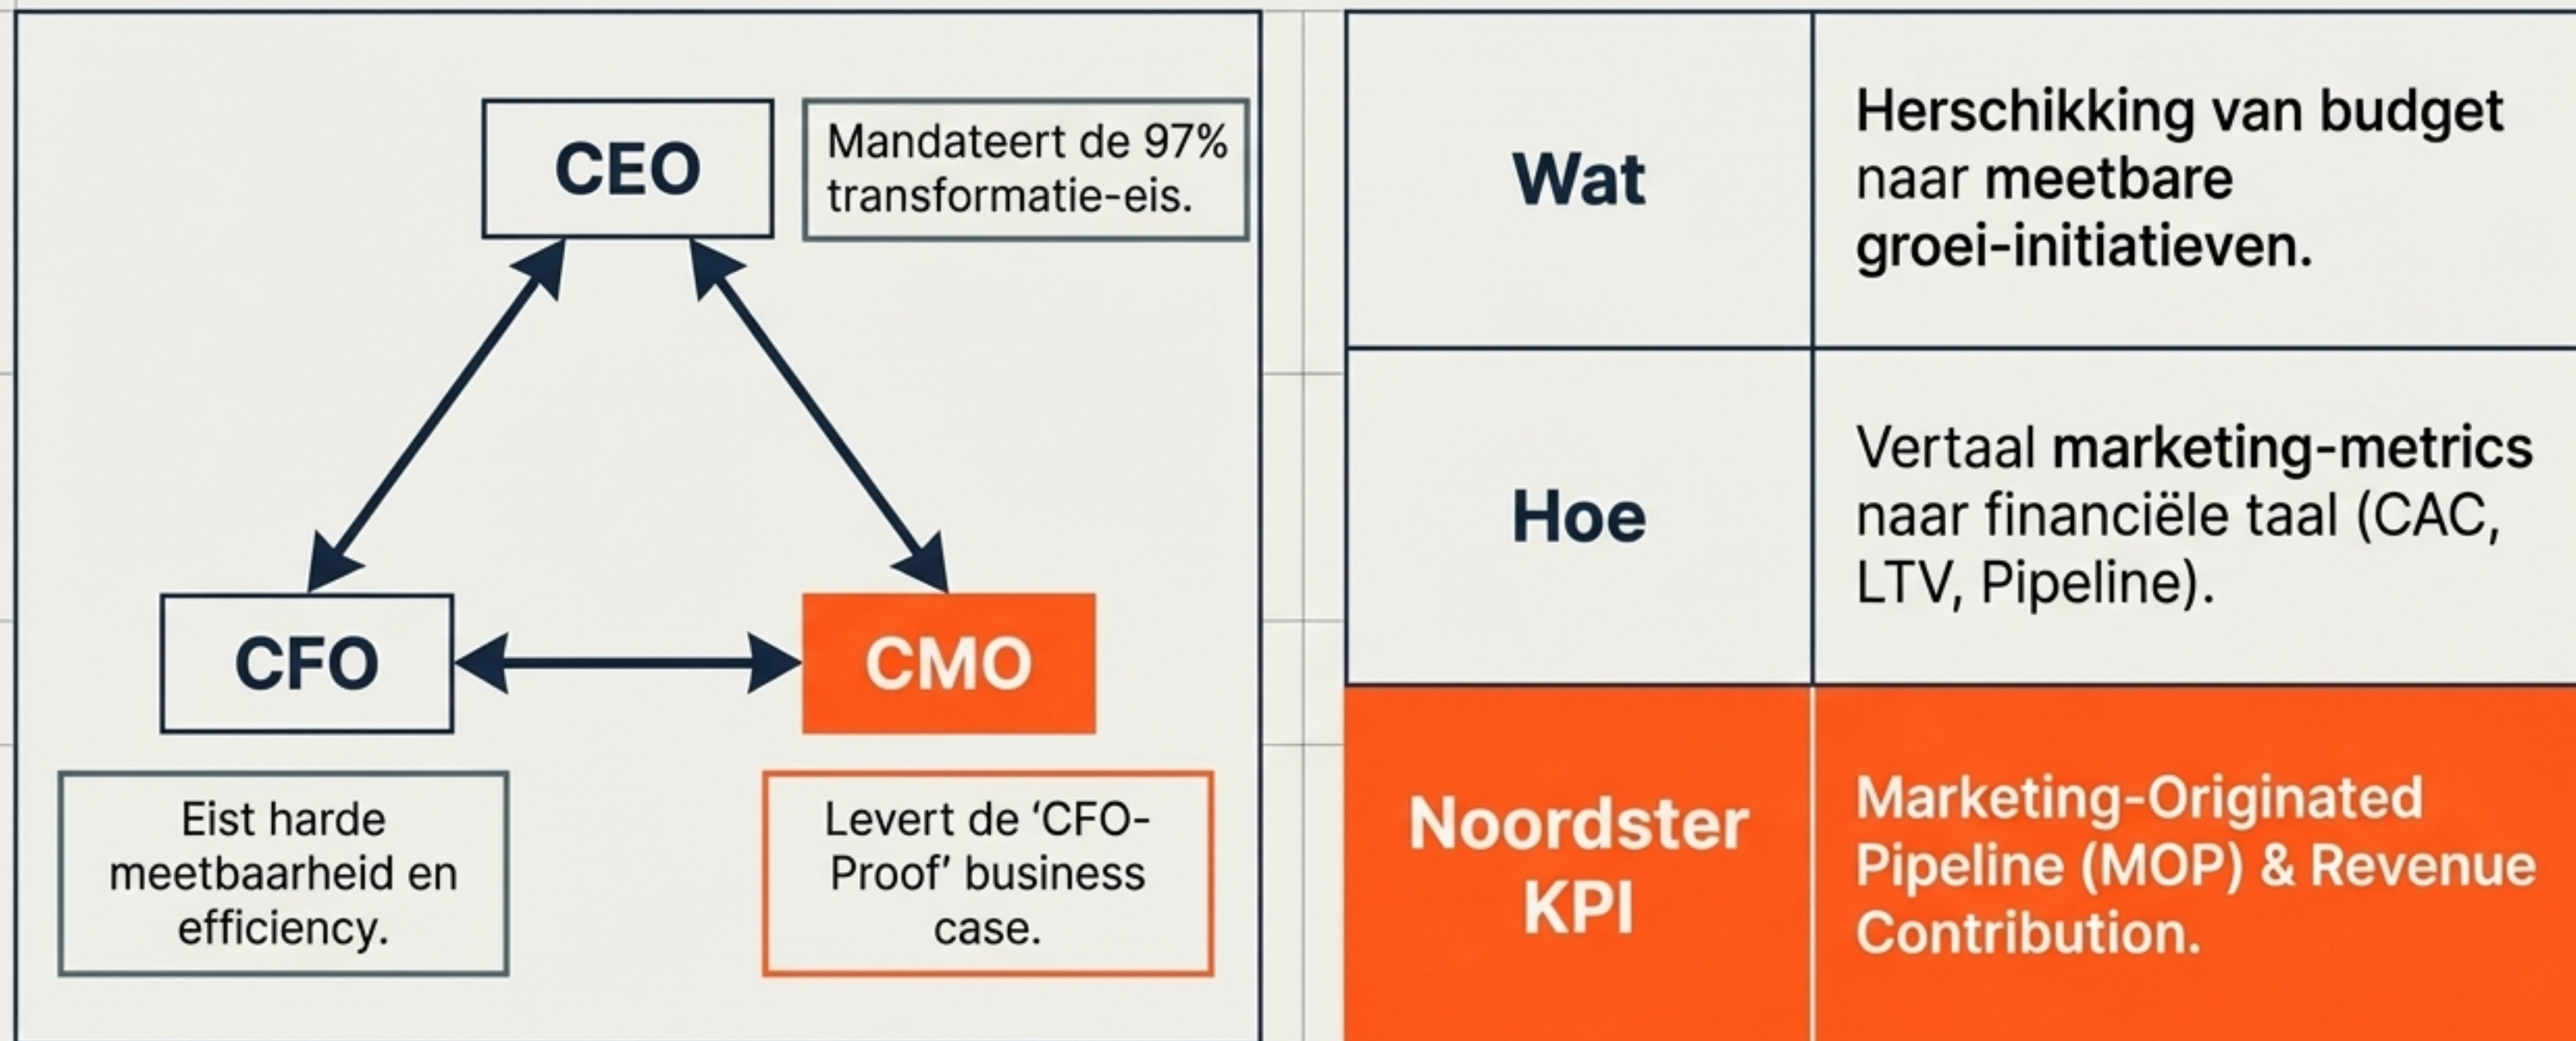 CEO
Mandateert de 97%
transformatie-eis.
CFO
CMO
Eist harde
meetbaarheid en
efficiency.
Levert de ‘CFO-
Proof’ business
case.
Wat
Herschikking van budget
naar meetbare
groei-initiatieven.
Hoe
Vertaal marketing-metrics
naar financiële taal (CAC,
LTV, Pipeline).
Noordster
KPI
Marketing-Originated
Pipeline (MOP) & Revenue
Contribution.